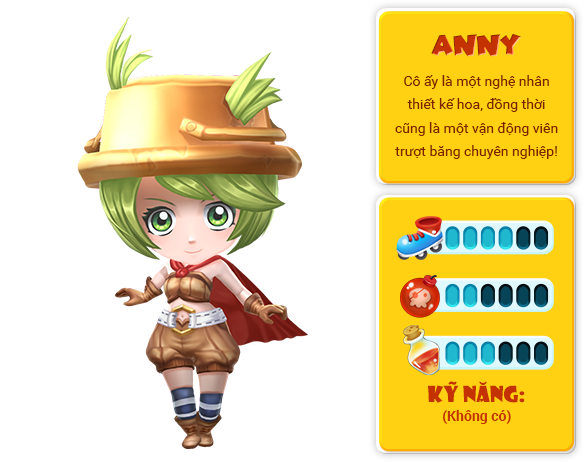 ANNY
Cô ấy là một nghệ nhân
thiết kế hoa, đồng thời
cũng là một vận động viên
trượt băng chuyên nghiệp!
KỸ NĂNG:
(Không có)